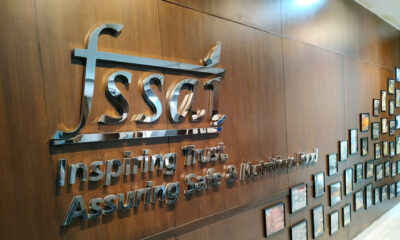 fssai
Inspiring Trust,
Assuring Safe & Nutritious Food